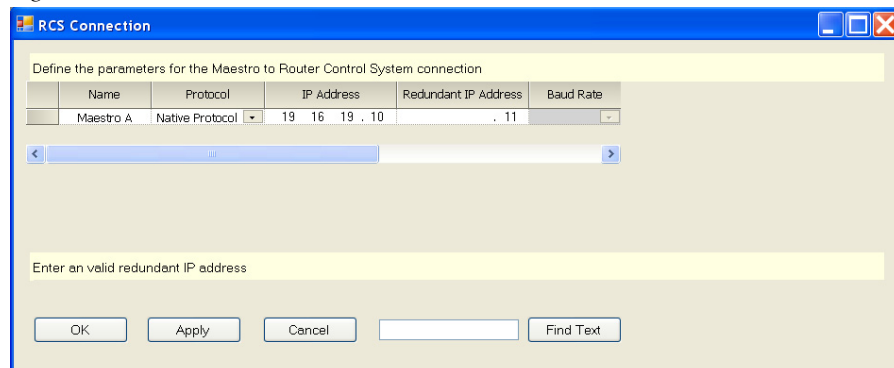 RCS Connection
Define the parameters for the Maestro to Router Control System connection
Name Protocol IP Address Redundant IP Address Baud Rate
Maestro A Native Protocol 19 16 19 . 10 . 11
Enter an valid redundant IP address
OK Apply Cancel Find Text